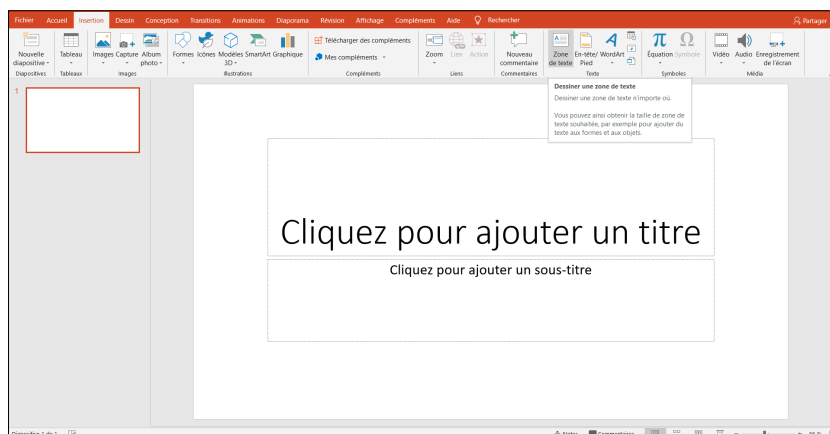 Fichier Accueil Insertion Dessin Conception Transitions Animations Diaporama Révision Affichage Compléments Aide Rechercher Partager
Nouvelle diapositive
Tableau
Images
Capture
Album photo
Formes
Icônes
Modèles 3D
SmartArt
Graphique
Télécharger des compléments
Mes compléments
Zoom
Lien
Action
Nouveau commentaire
Zone de texte
En-tête/ Pied
WordArt
Équation
Symbole
Vidéo
Audio
Enregistrement de l'écran
Diapositives Tableaux Images Illustrations Compléments Liens Commentaires Texte Symboles Média
Dessiner une zone de texte
Dessiner une zone de texte n'importe où.
Vous pouvez ainsi obtenir la taille de zone de
texte souhaitée, par exemple pour ajouter du
texte aux formes et aux objets.
1
Cliquez pour ajouter un titre
Cliquez pour ajouter un sous-titre
Diapositive 1 de 1
Notes Commentaires